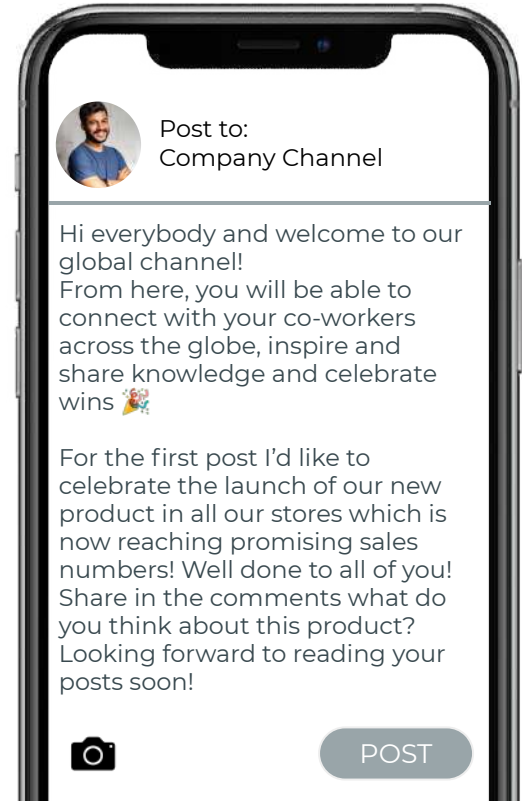 Post to:
Company Channel
Hi everybody and welcome to our
global channel!
From here, you will be able to
connect with your co-workers
across the globe, inspire and
share knowledge and celebrate
wins 🎉
For the first post I'd like to
celebrate the launch of our new
product in all our stores which is
now reaching promising sales
numbers! Well done to all of you!
Share in the comments what do
you think about this product?
Looking forward to reading your
posts soon!
POST